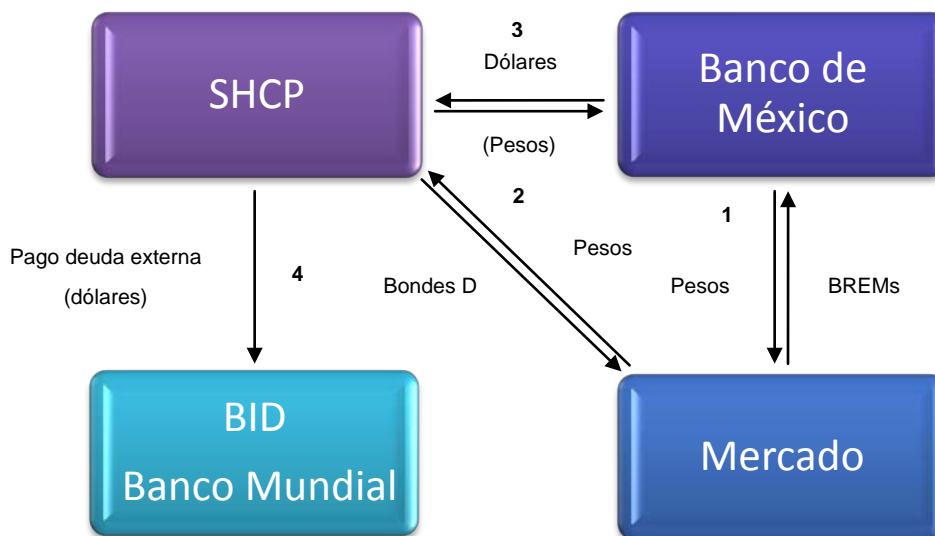 3
SHCP
Dólares
Banco de
México
(Pesos)
2
1
Pago deuda externa
(dólares)
4
Bondes D
Pesos
Pesos
BREMs
BID
Banco Mundial
Mercado